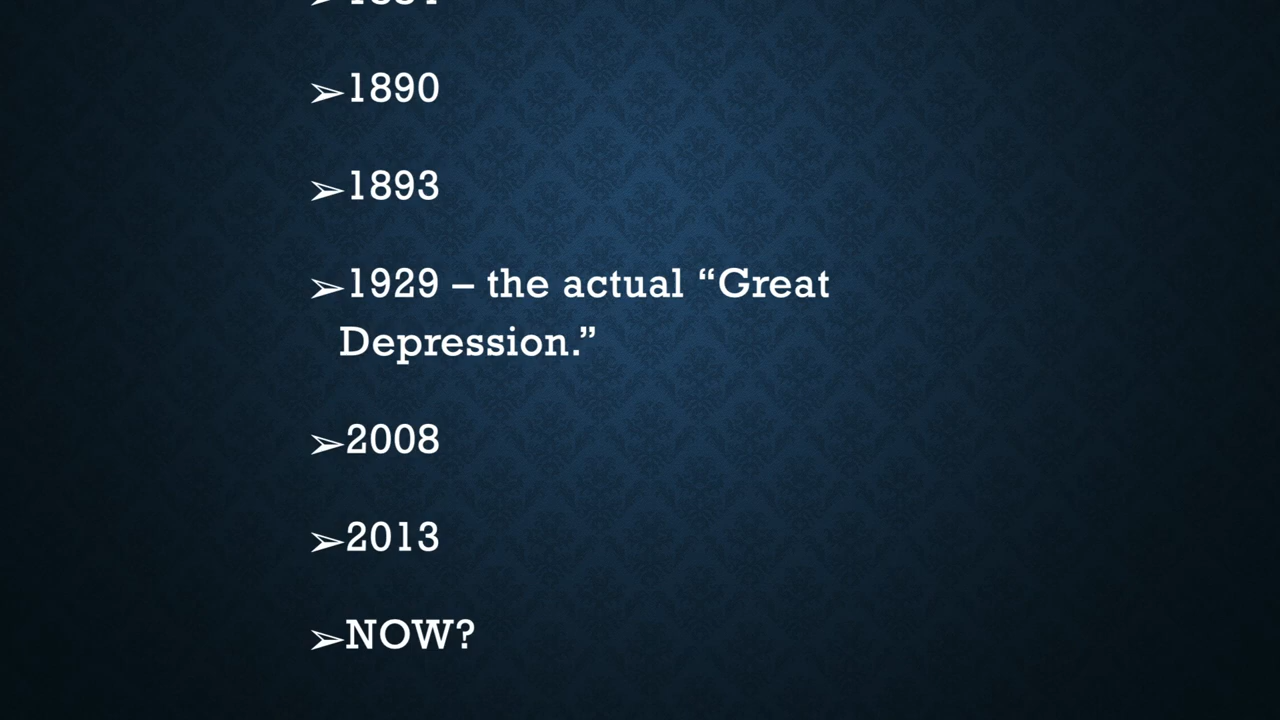 ➢1890
➢1893
➢1929 – the actual “Great
Depression.”
➢2008
➢2013
➢NOW?